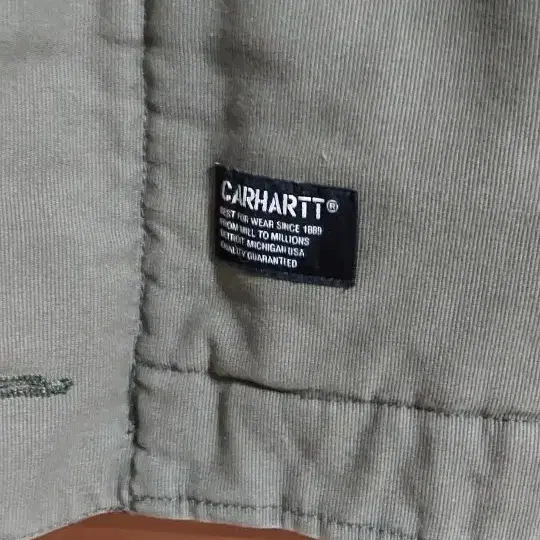 CARHARTT®
BEST FOR WEAR SINCE 1889
FROM MILL TO MILLIONS
DETROIT MICHIGAN USA
QUALITY GUARANTEED